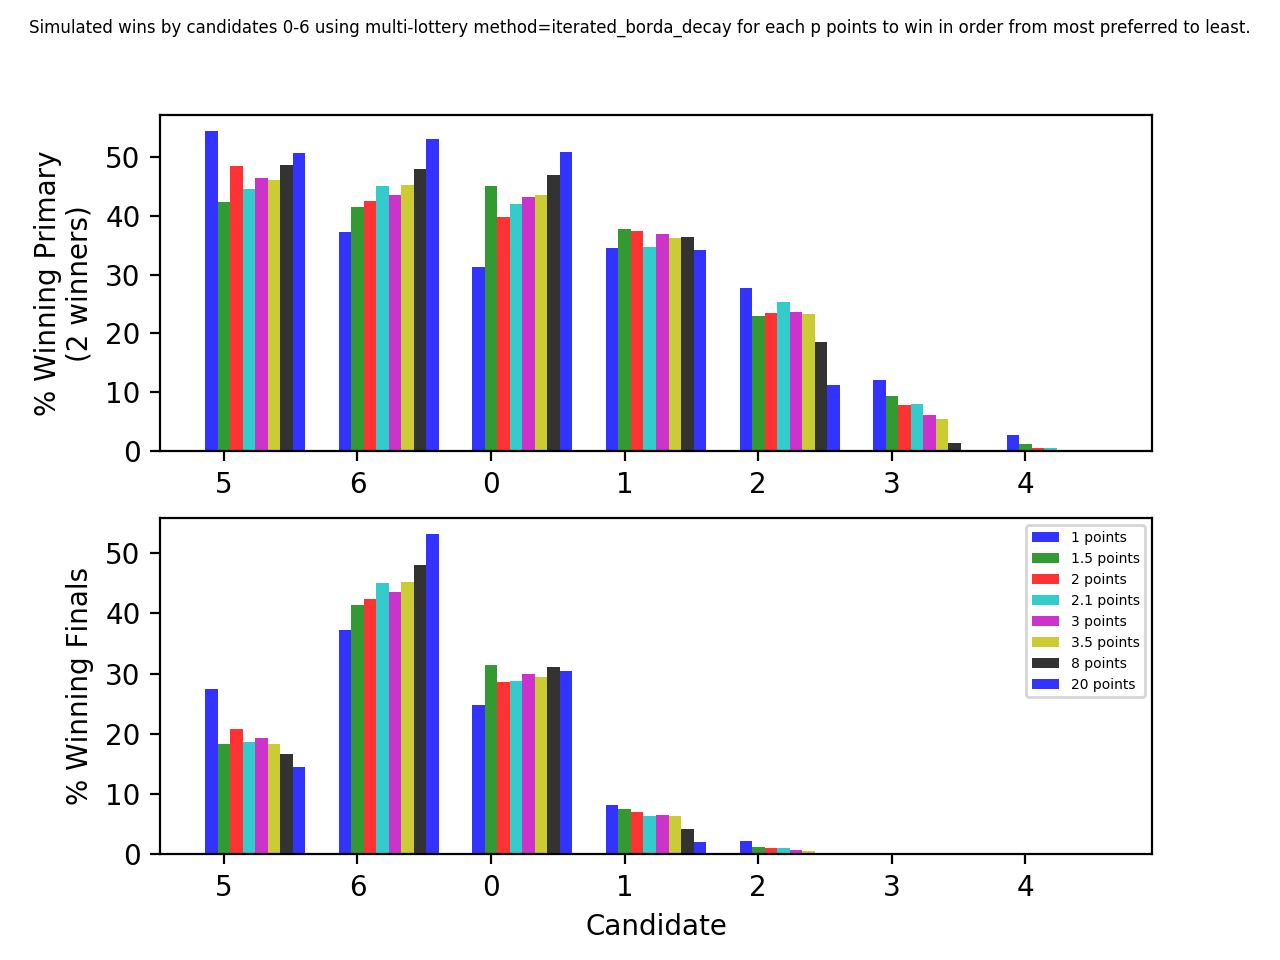 Simulated wins by candidates 0-6 using multi-lottery method=iterated_borda_decay for each p points to win in order from most preferred to least.
% Winning Primary
(2 winners)
50
40
30
20
10
0
5 6 0 1 2 3 4
% Winning Finals
50
40
30
20
10
0
1 points
1.5 points
2 points
2.1 points
3 points
3.5 points
8 points
20 points
5 6 0 1 2 3 4
Candidate